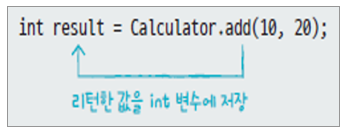 int result = Calculator.add(10, 20);
리턴한 값을 int 변수에 저장